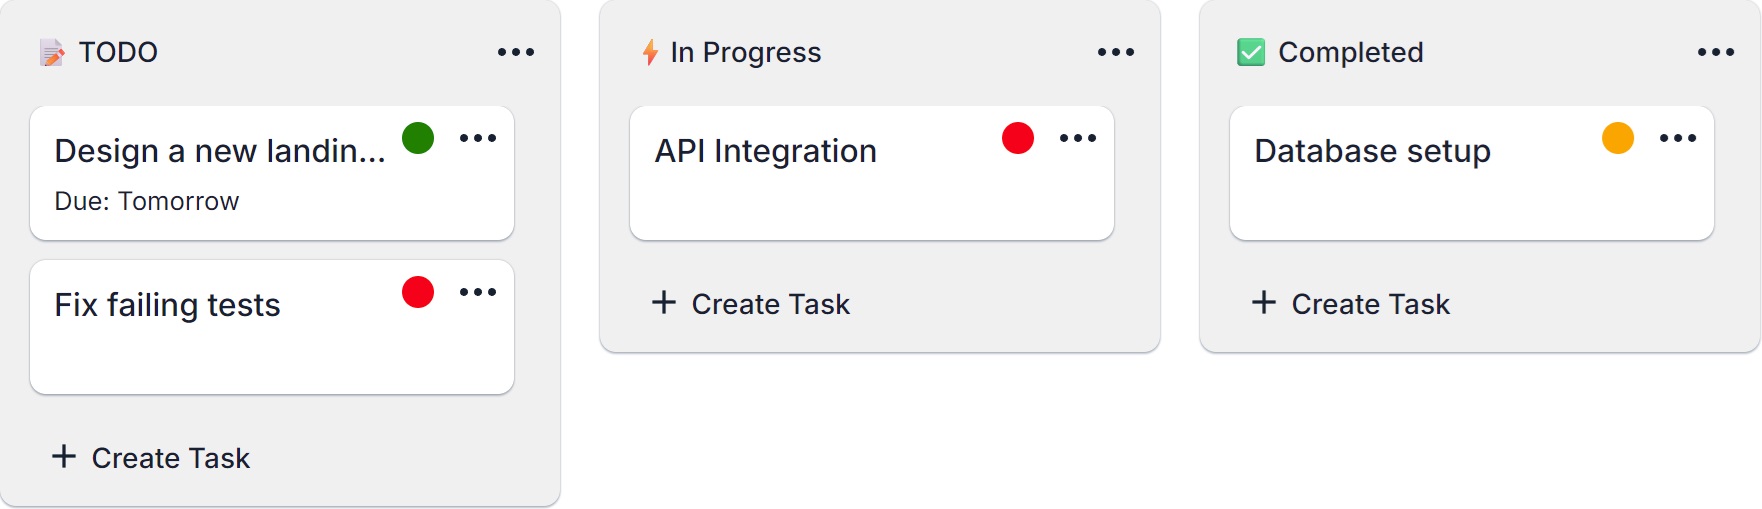 TODO
Design a new landin...
Due: Tomorrow
Fix failing tests
+ Create Task
In Progress
API Integration
+ Create Task
Completed
Database setup
+ Create Task